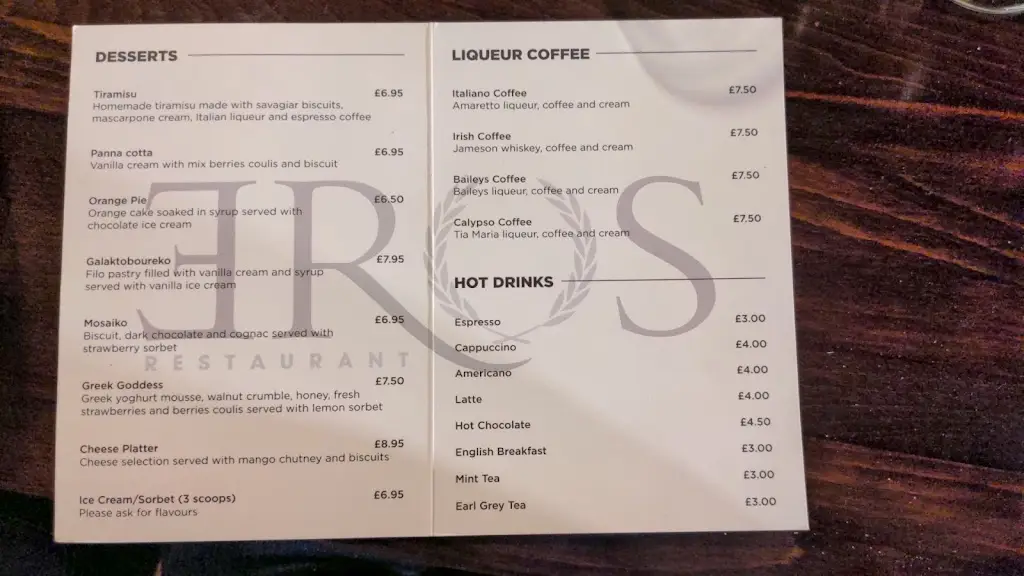 DESSERTS
Tiramisu £6.95
Homemade tiramisu made with savagiar biscuits,
mascarpone cream, Italian liqueur and espresso coffee
Panna cotta £6.95
Vanilla cream with mix berries coulis and biscuit
Orange Pie £6.50
Orange cake soaked in syrup served with
chocolate ice cream
Galaktoboureko £7.95
Filo pastry filled with vanilla cream and syrup
served with vanilla ice cream
Mosaiko £6.95
Biscuit, dark chocolate and cognac served with
strawberry sorbet
Greek Goddess £7.50
Greek yoghurt mousse, walnut crumble, honey, fresh
strawberries and berries coulis served with lemon sorbet
Cheese Platter £8.95
Cheese selection served with mango chutney and biscuits
Ice Cream/Sorbet (3 scoops) £6.95
Please ask for flavours
LIQUEUR COFFEE
Italiano Coffee £7.50
Amaretto liqueur, coffee and cream
Irish Coffee £7.50
Jameson whiskey, coffee and cream
Baileys Coffee £7.50
Baileys liqueur, coffee and cream
Calypso Coffee £7.50
Tia Maria liqueur, coffee and cream
HOT DRINKS
Espresso £3.00
Cappuccino £4.00
Americano £4.00
Latte £4.00
Hot Chocolate £4.50
English Breakfast £3.00
Mint Tea £3.00
Earl Grey Tea £3.00
EROS
RESTAURANT